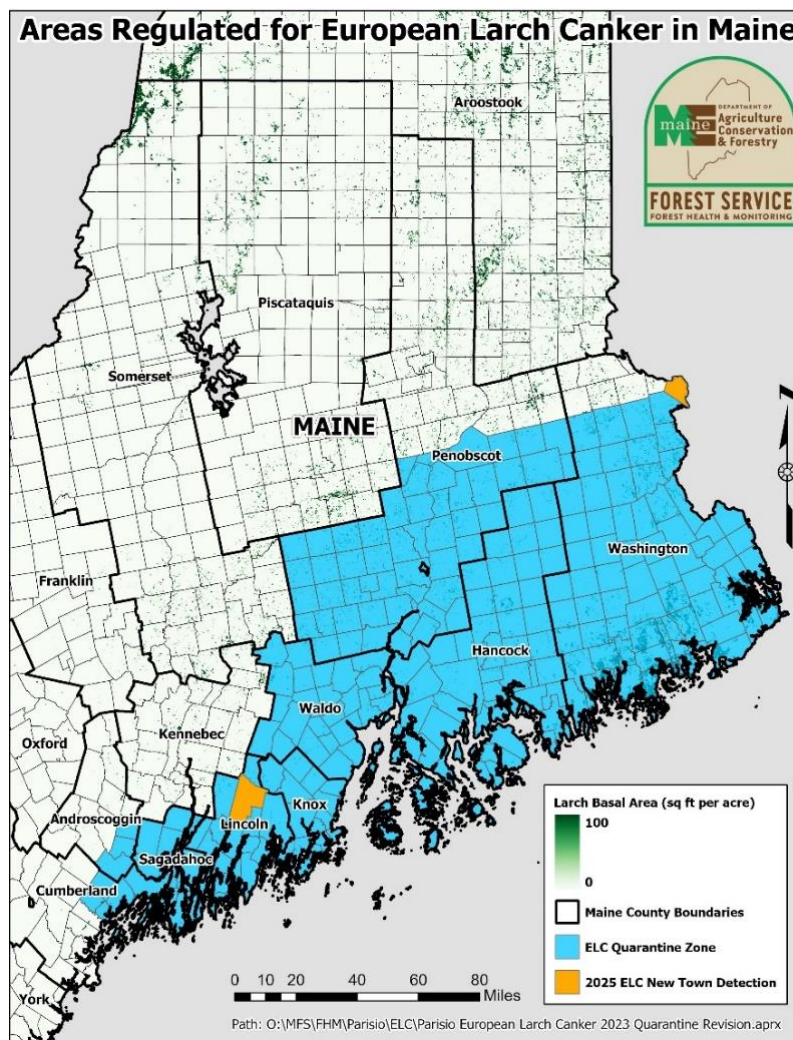 Areas Regulated for European Larch Canker in Maine
Aroostook
DEPARTMENT OF
maine
Agriculture
Conservation
& Forestry
FOREST SERVICE
FOREST HEALTH & MONITORING
Piscataquis
Somerset
MAINE
Penobscot
Washington
Franklin
Hancock
Waldo
Kennebec
Oxford
Knox
Lincoln
Androscoggin
Sagadahoc
Cumberland
York
Larch Basal Area (sq ft per acre)
100
0
Maine County Boundaries
ELC Quarantine Zone
2025 ELC New Town Detection
0 10 20 40 60 80
Miles
Path: O:\MFS\FHM\Parisio\ELC\Parisio European Larch Canker 2023 Quarantine Revision.aprx